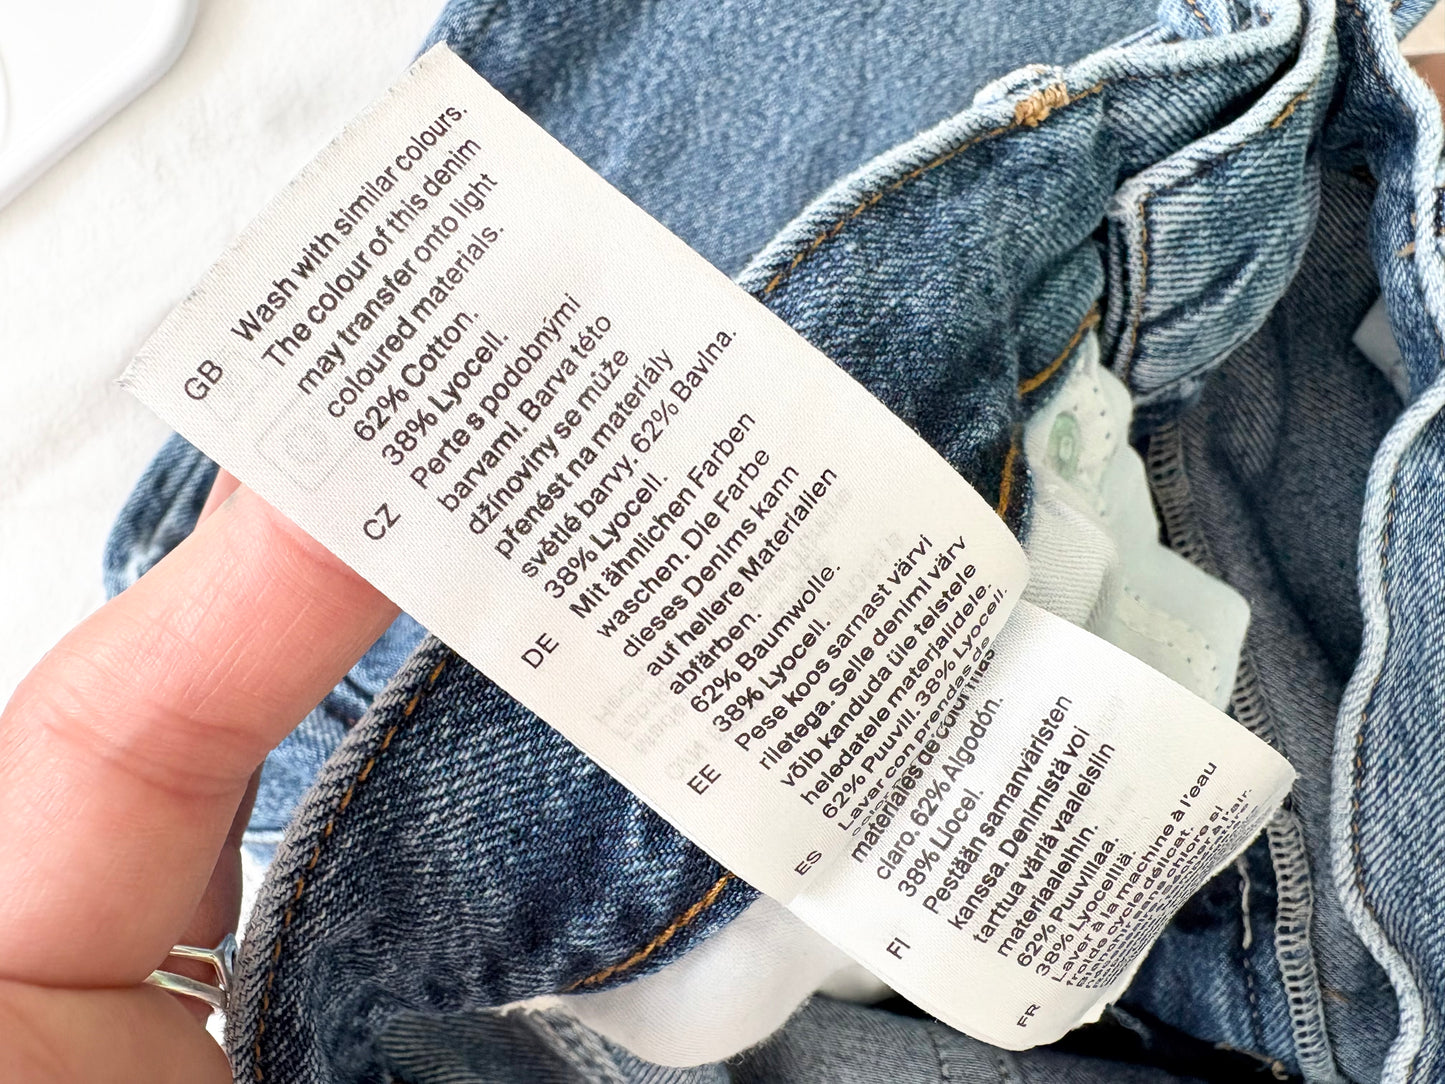 GB
Wash with similar colours.
The colour of this denim
may transfer onto light
coloured materials.
62% Cotton.
38% Lyocell.
CZ
Perte s podobnými
barvami. Barva této
džínoviny se může
přenést na materiály
světlé barvy. 62% Bavlna.
38% Lyocell.
DE
Mit ähnlichen Farben
waschen. Die Farbe
dieses Denims kann
auf hellere Materialien
abfärben.
62% Baumwolle.
38% Lyocell.
EE
Pese koos sarnast värvi
riietega. Selle denimi värv
võib kanduda üle teistele
heledatele materjalidele.
62% Puuvill. 38% Lyocell.
ES
Lavar con prendas de
materiales de color más
claro. 62% Algodón.
38% Liocel.
FI
Pestään samanväristen
kanssa. Denimistä voi
tarttua väriä vaaleisiin
materiaaleihin.
62% Puuvillaa.
38% Lyocelliä.
FR
Laver à la machine à l'eau
froide cycle délicat.